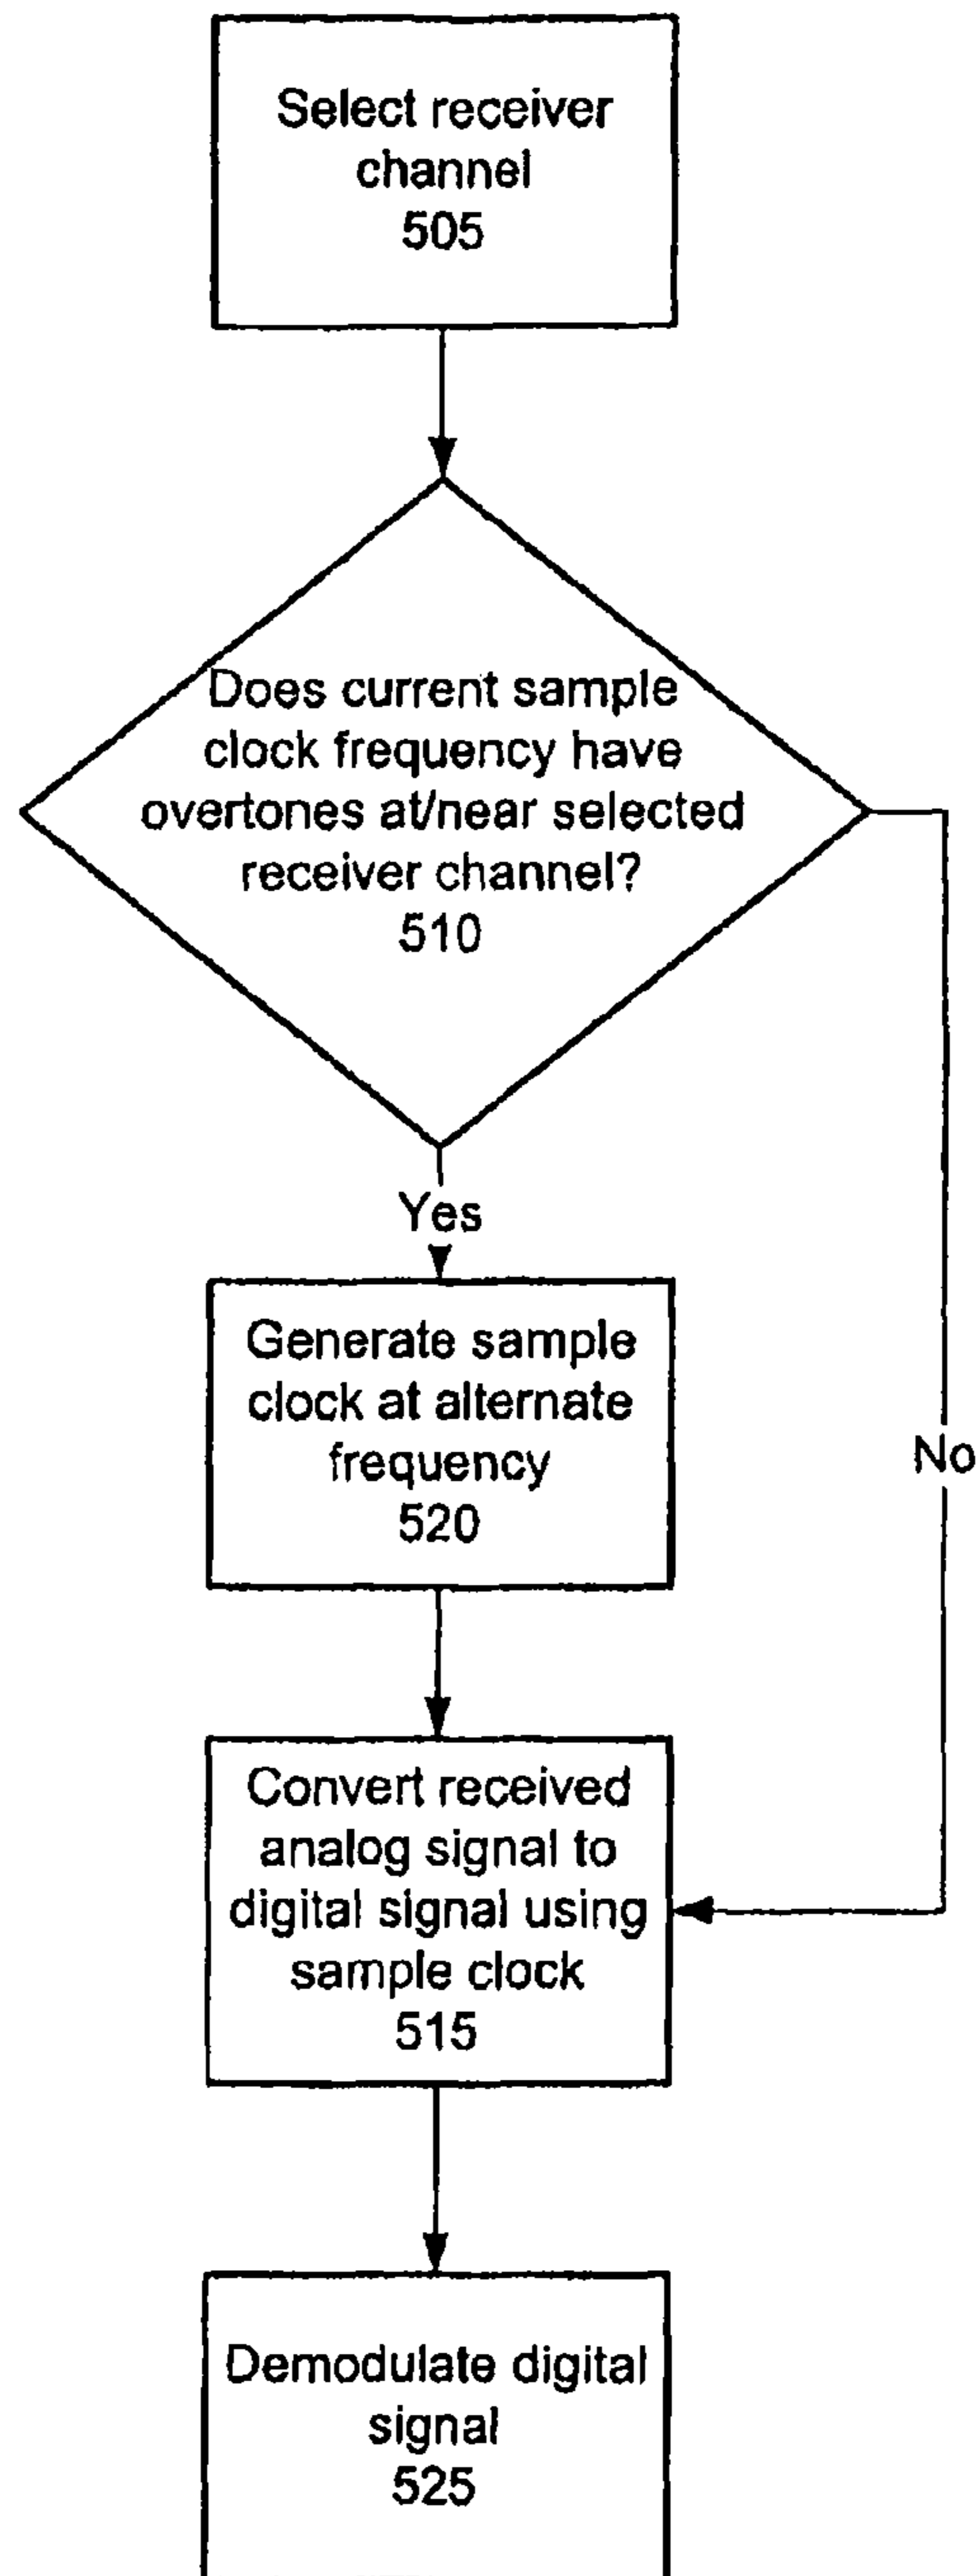 Select receiver
channel
505
Does current sample
clock frequency have
overtones at/near selected
receiver channel?
510
Yes
Generate sample
clock at alternate
frequency
520
No
Convert received
analog signal to
digital signal using
sample clock
515
Demodulate digital
signal
525